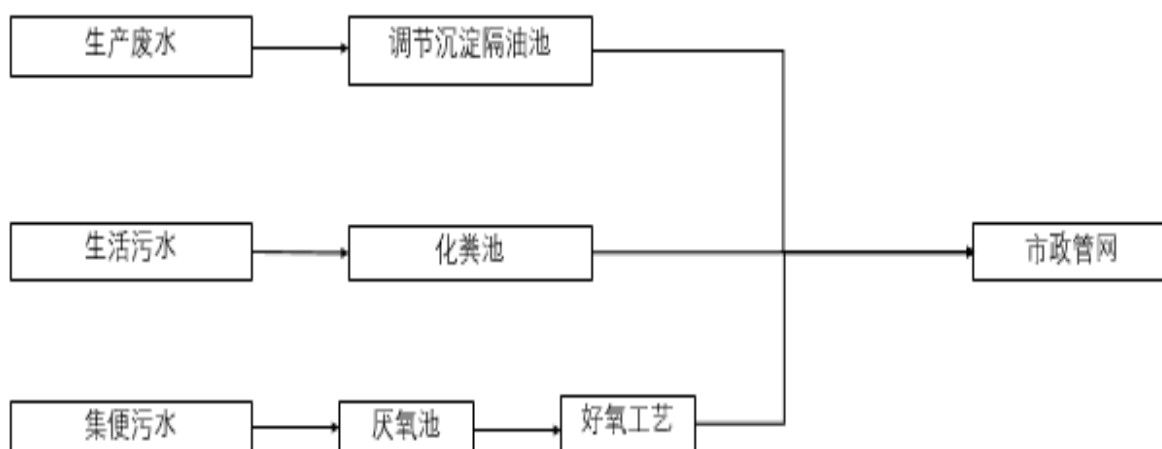 生产废水
调节沉淀隔油池
生活污水
化粪池
市政管网
集便污水
厌氧池
好氧工艺